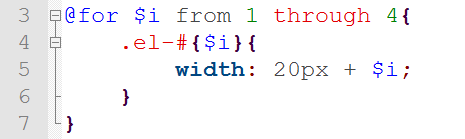 3 @for $i from 1 through 4{
4 .el-#{$i}{
5 width: 20px + $i;
6 }
7 }